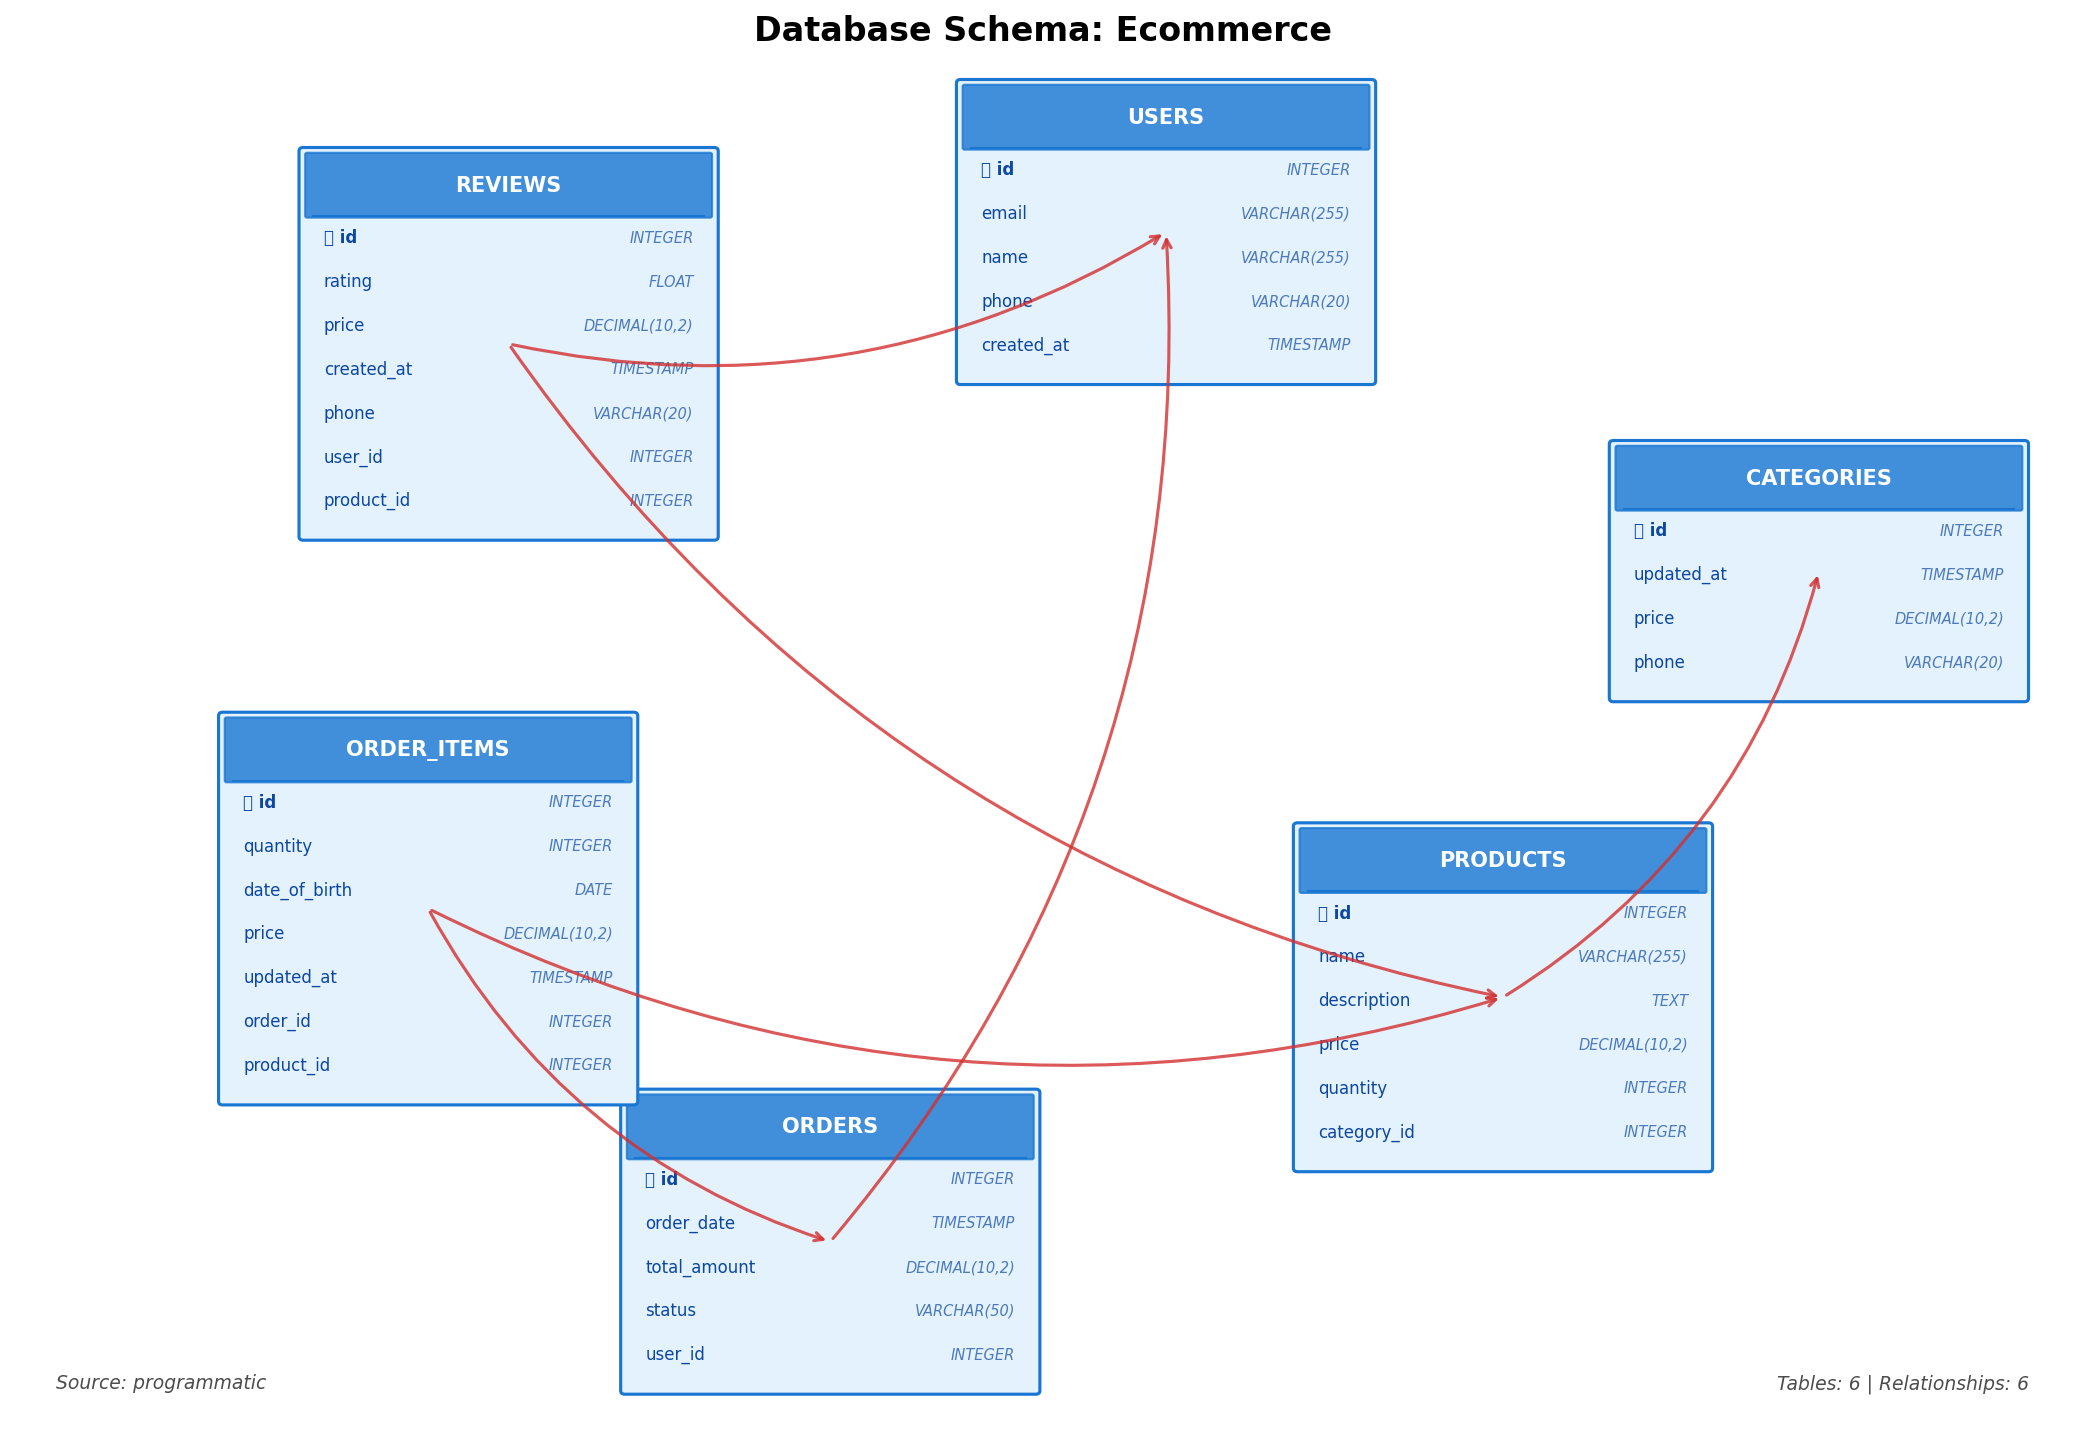 Database Schema: Ecommerce
USERS
id INTEGER
email VARCHAR(255)
name VARCHAR(255)
phone VARCHAR(20)
created_at TIMESTAMP
REVIEWS
id INTEGER
rating FLOAT
price DECIMAL(10,2)
created_at TIMESTAMP
phone VARCHAR(20)
user_id INTEGER
product_id INTEGER
CATEGORIES
id INTEGER
updated_at TIMESTAMP
price DECIMAL(10,2)
phone VARCHAR(20)
ORDER_ITEMS
id INTEGER
quantity INTEGER
date_of_birth DATE
price DECIMAL(10,2)
updated_at TIMESTAMP
order_id INTEGER
product_id INTEGER
PRODUCTS
id INTEGER
name VARCHAR(255)
description TEXT
price DECIMAL(10,2)
quantity INTEGER
category_id INTEGER
ORDERS
id INTEGER
order_date TIMESTAMP
total_amount DECIMAL(10,2)
status VARCHAR(50)
user_id INTEGER
Source: programmatic
Tables: 6 | Relationships: 6